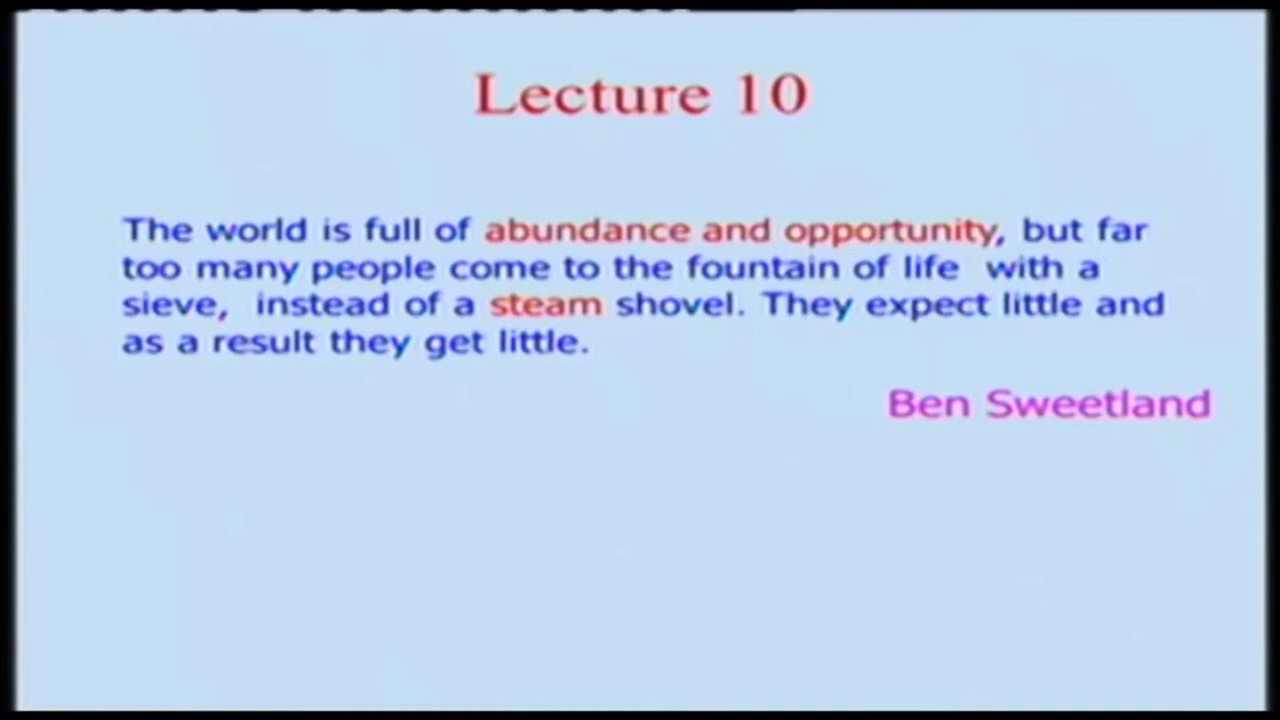 Lecture 10
The world is full of abundance and opportunity, but far
too many people come to the fountain of life with a
sieve, instead of a steam shovel. They expect little and
as a result they get little.
Ben Sweetland